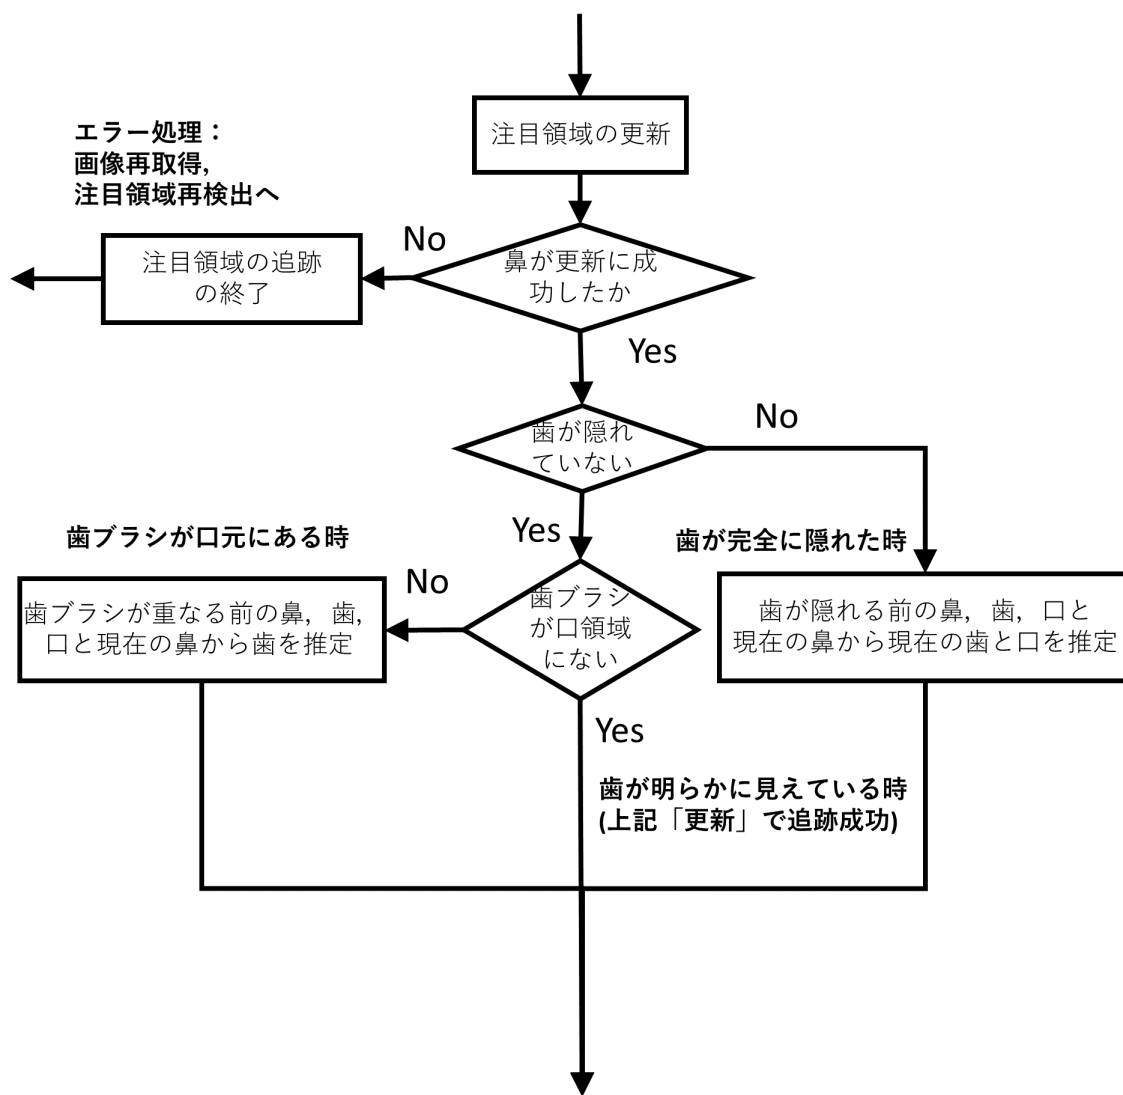 注目領域の更新
エラー処理：
画像再取得,
注目領域再検出へ
No
注目領域の追跡
の終了
鼻が更新に成
功したか
Yes
歯が隠れ
ていない
No
Yes
歯ブラシが口元にある時
歯が完全に隠れた時
No
歯ブラシが重なる前の鼻，歯，
口と現在の鼻から歯を推定
歯ブラシ
が口領域
にない
歯が隠れる前の鼻，歯，口と
現在の鼻から現在の歯と口を推定
Yes
歯が明らかに見えている時
(上記「更新」で追跡成功)